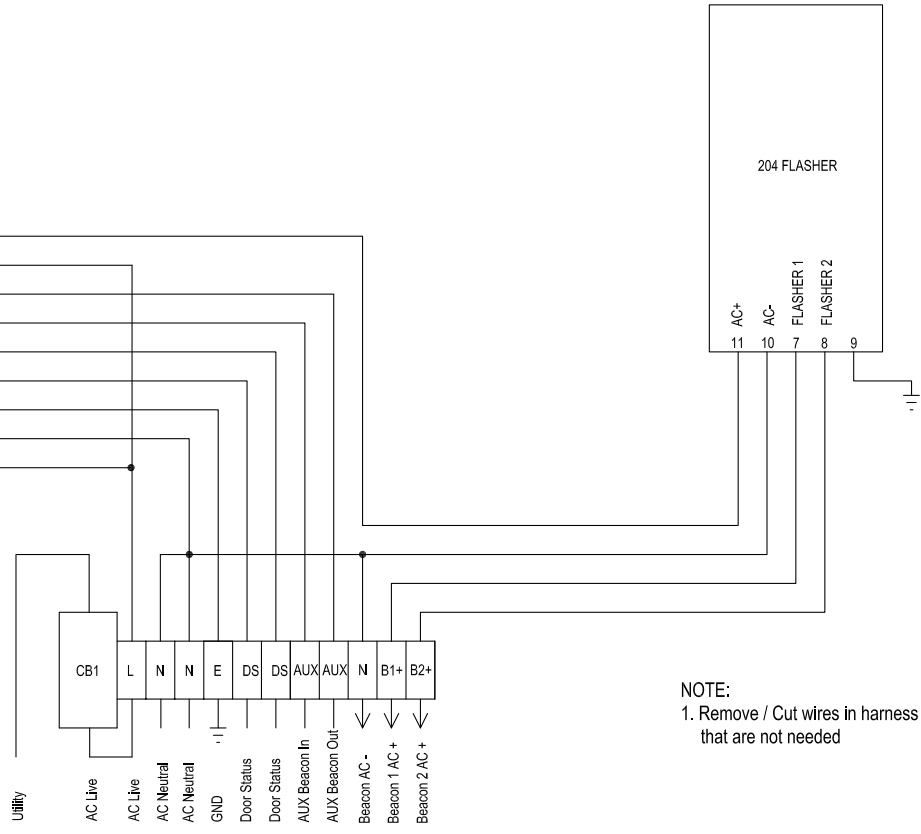 204 FLASHER
AC+
AC-
FLASHER 1
FLASHER 2
11
10
7
8
9
CB1
L
N
N
E
DS
DS
AUX
AUX
N
B1+
B2+
Utility
AC Live
AC Live
AC Neutral
AC Neutral
GND
Door Status
Door Status
AUX Beacon In
AUX Beacon Out
Beacon AC -
Beacon 1 AC +
Beacon 2 AC +
NOTE:
1. Remove / Cut wires in harness
that are not needed